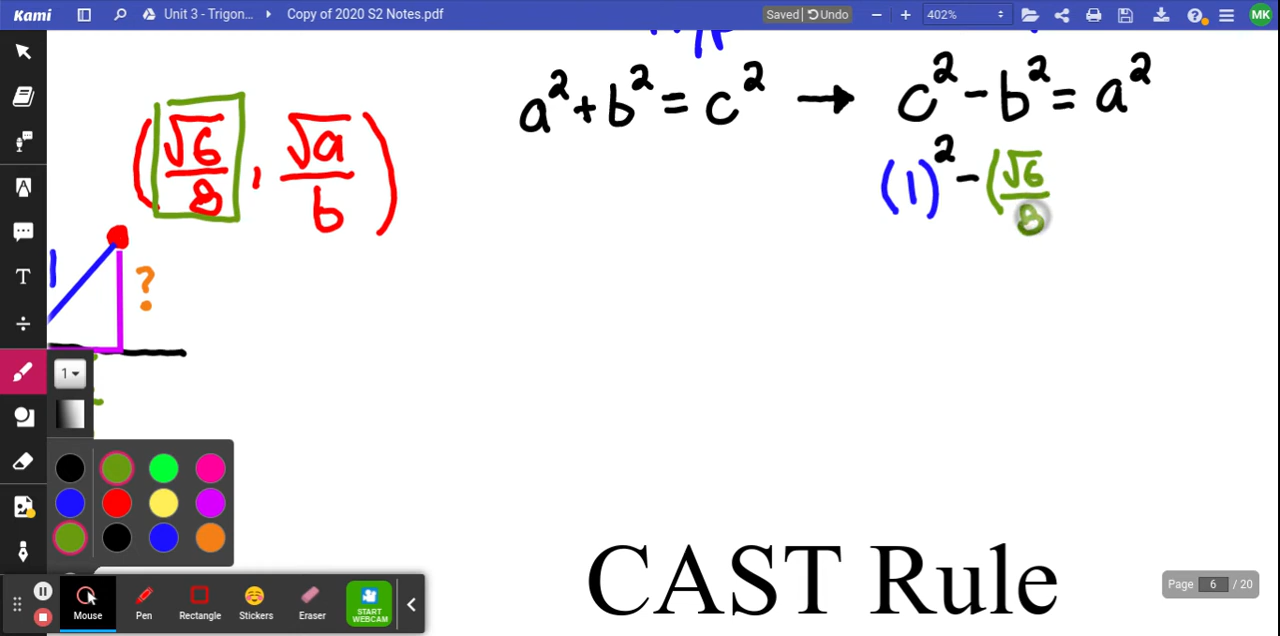 Kami Unit 3 - Trigon... > Copy of 2020 S2 Notes.pdf Saved Undo − + 402% MK
a² + b² = c² → c² − b² = a²
(√6/8, √a/b)
(1)² − (√6/8
1 ?
T
1
CAST Rule
Page 6 / 20
Mouse Pen Rectangle Stickers Eraser START WEBCAM